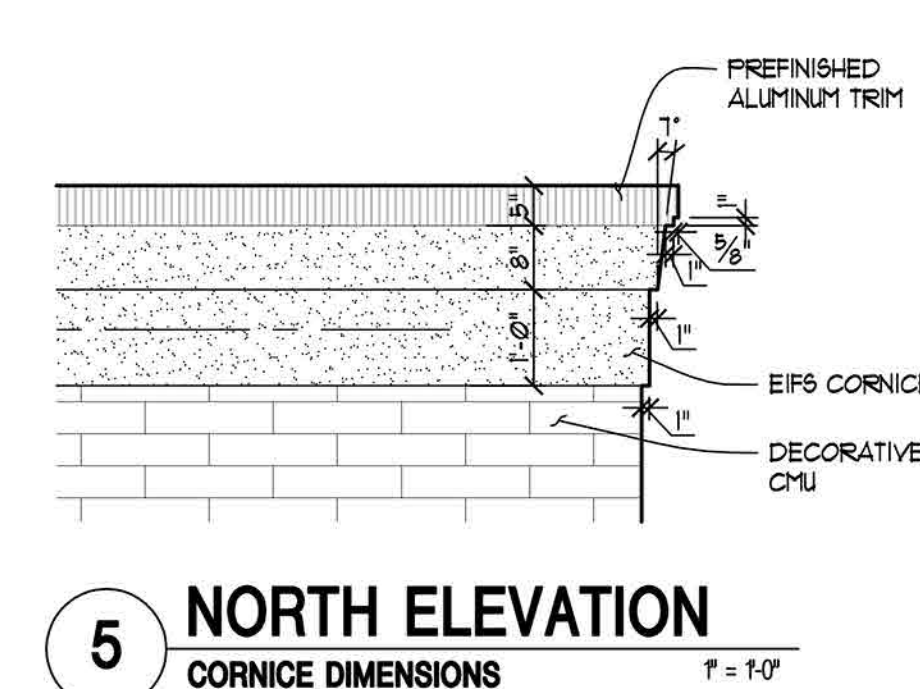 PREFINISHED
ALUMINUM TRIM
7°
5"
1"
5/8"
8"
1"
1'-0"
1"
EIFS CORNIC
1"
DECORATIVE
CMU
5
NORTH ELEVATION
CORNICE DIMENSIONS
1" = 1'-0"